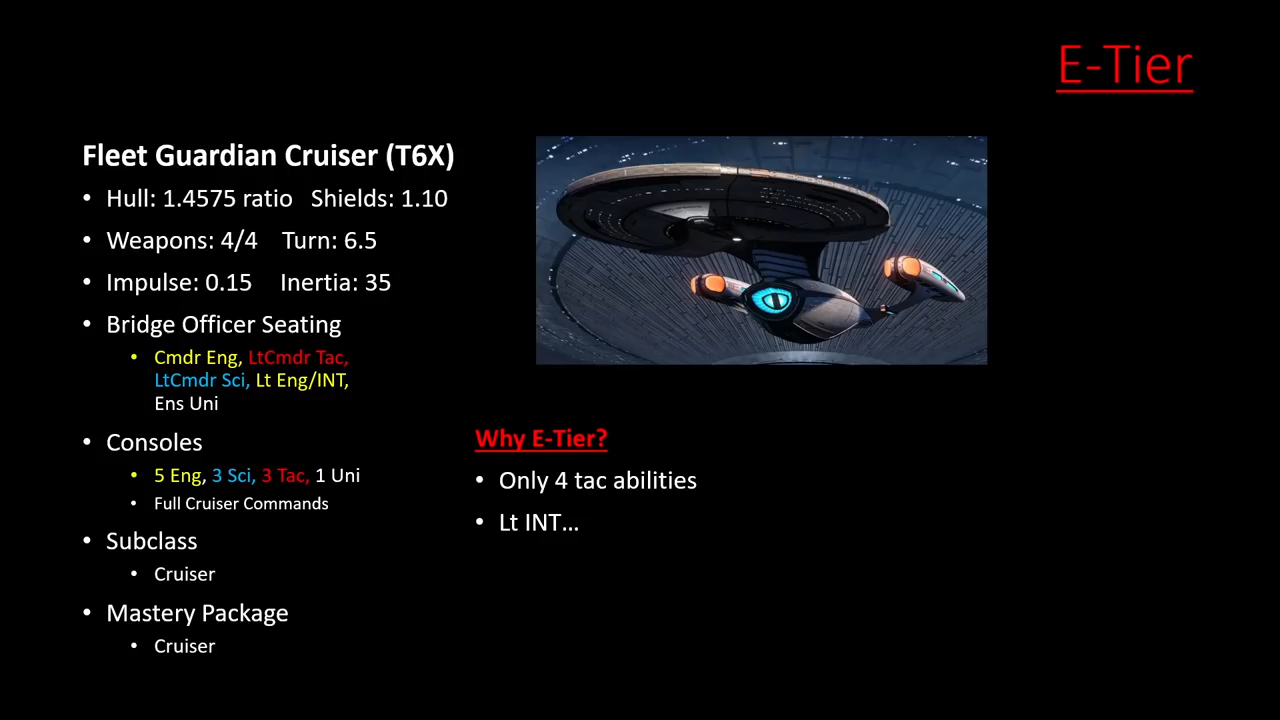 E-Tier
Fleet Guardian Cruiser (T6X)
• Hull: 1.4575 ratio Shields: 1.10
• Weapons: 4/4 Turn: 6.5
• Impulse: 0.15 Inertia: 35
• Bridge Officer Seating
• Cmdr Eng, LtCmdr Tac,
LtCmdr Sci, Lt Eng/INT,
Ens Uni
• Consoles
• 5 Eng, 3 Sci, 3 Tac, 1 Uni
• Full Cruiser Commands
• Subclass
• Cruiser
• Mastery Package
• Cruiser
Why E-Tier?
• Only 4 tac abilities
• Lt INT...